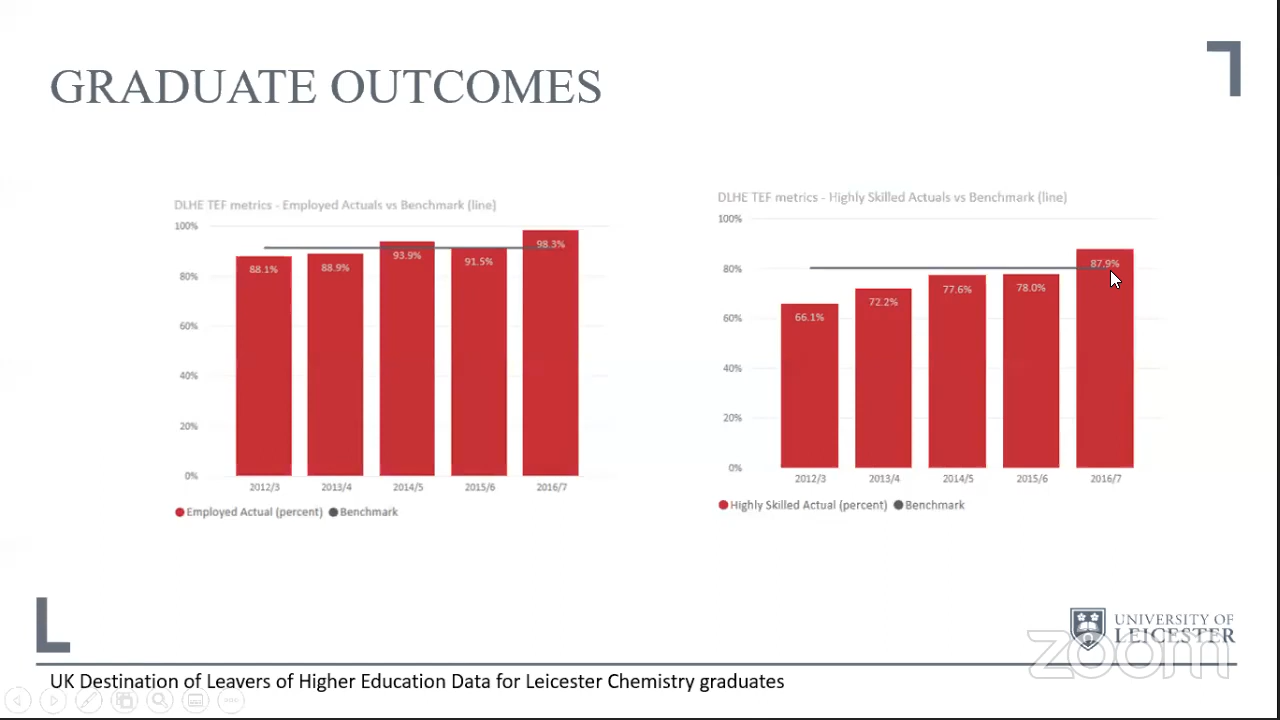 GRADUATE OUTCOMES
DLHE TEF metrics - Employed Actuals vs Benchmark (line)
100%
80%
60%
40%
20%
0%
88.1%
88.9%
93.9%
91.5%
98.3%
2012/3
2013/4
2014/5
2015/6
2016/7
Employed Actual (percent)
Benchmark
DLHE TEF metrics - Highly Skilled Actuals vs Benchmark (line)
100%
80%
60%
40%
20%
0%
66.1%
72.2%
77.6%
78.0%
87.9%
2012/3
2013/4
2014/5
2015/6
2016/7
Highly Skilled Actual (percent)
Benchmark
UNIVERSITY OF
LEICESTER
zoom
UK Destination of Leavers of Higher Education Data for Leicester Chemistry graduates